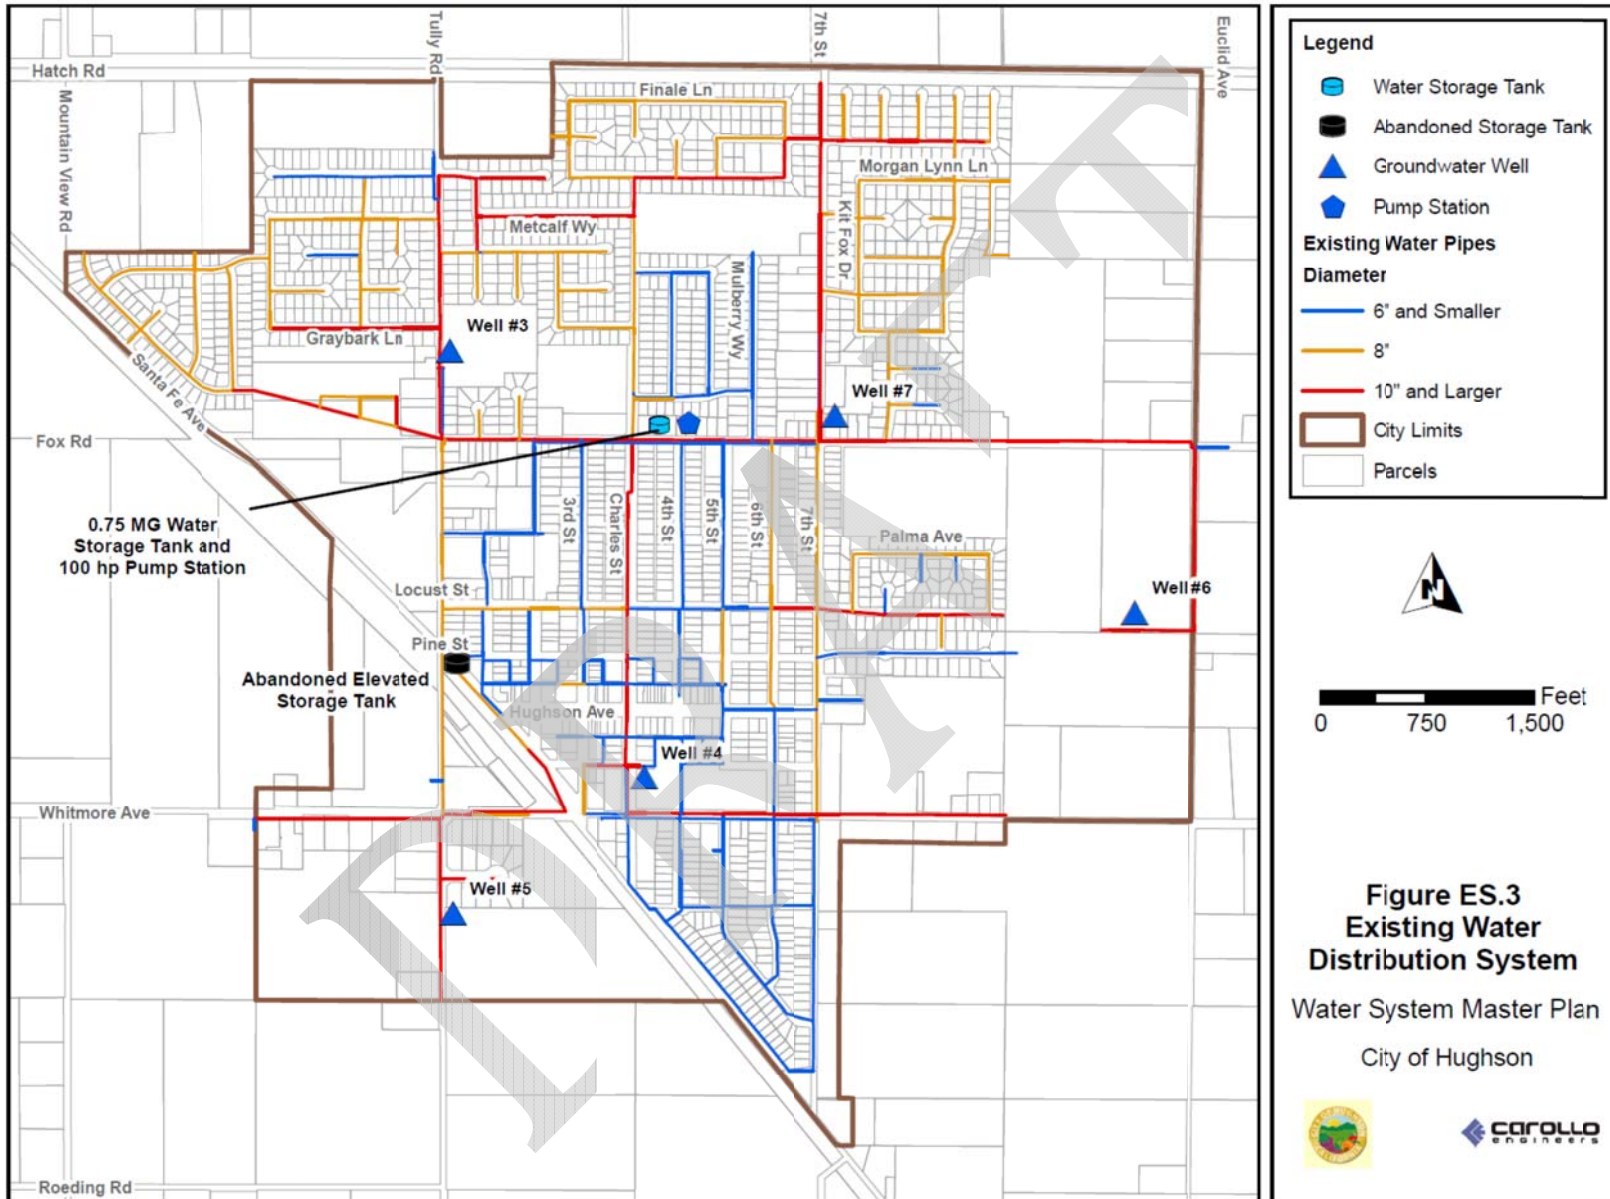 Hatch Rd
Mountain View Rd
Tully Rd
7th St
Euclid Ave
Finale Ln
Morgan Lynn Ln
Metcalf Wy
Kit Fox Dr
Mulberry Wy
Well #3
Graybark Ln
Santa Fe Ave
Well #7
Fox Rd
0.75 MG Water
Storage Tank and
100 hp Pump Station
3rd St
Charles St
4th St
5th St
6th St
7th St
Palma Ave
Locust St
Well #6
Pine St
Abandoned Elevated
Storage Tank
Hughson Ave
Well #4
Whitmore Ave
Well #5
Roeding Rd
DRAFT
Legend
Water Storage Tank
Abandoned Storage Tank
Groundwater Well
Pump Station
Existing Water Pipes
Diameter
6" and Smaller
8"
10" and Larger
City Limits
Parcels
N
Feet
0 750 1,500
Figure ES.3
Existing Water
Distribution System
Water System Master Plan
City of Hughson
carollo
engineers